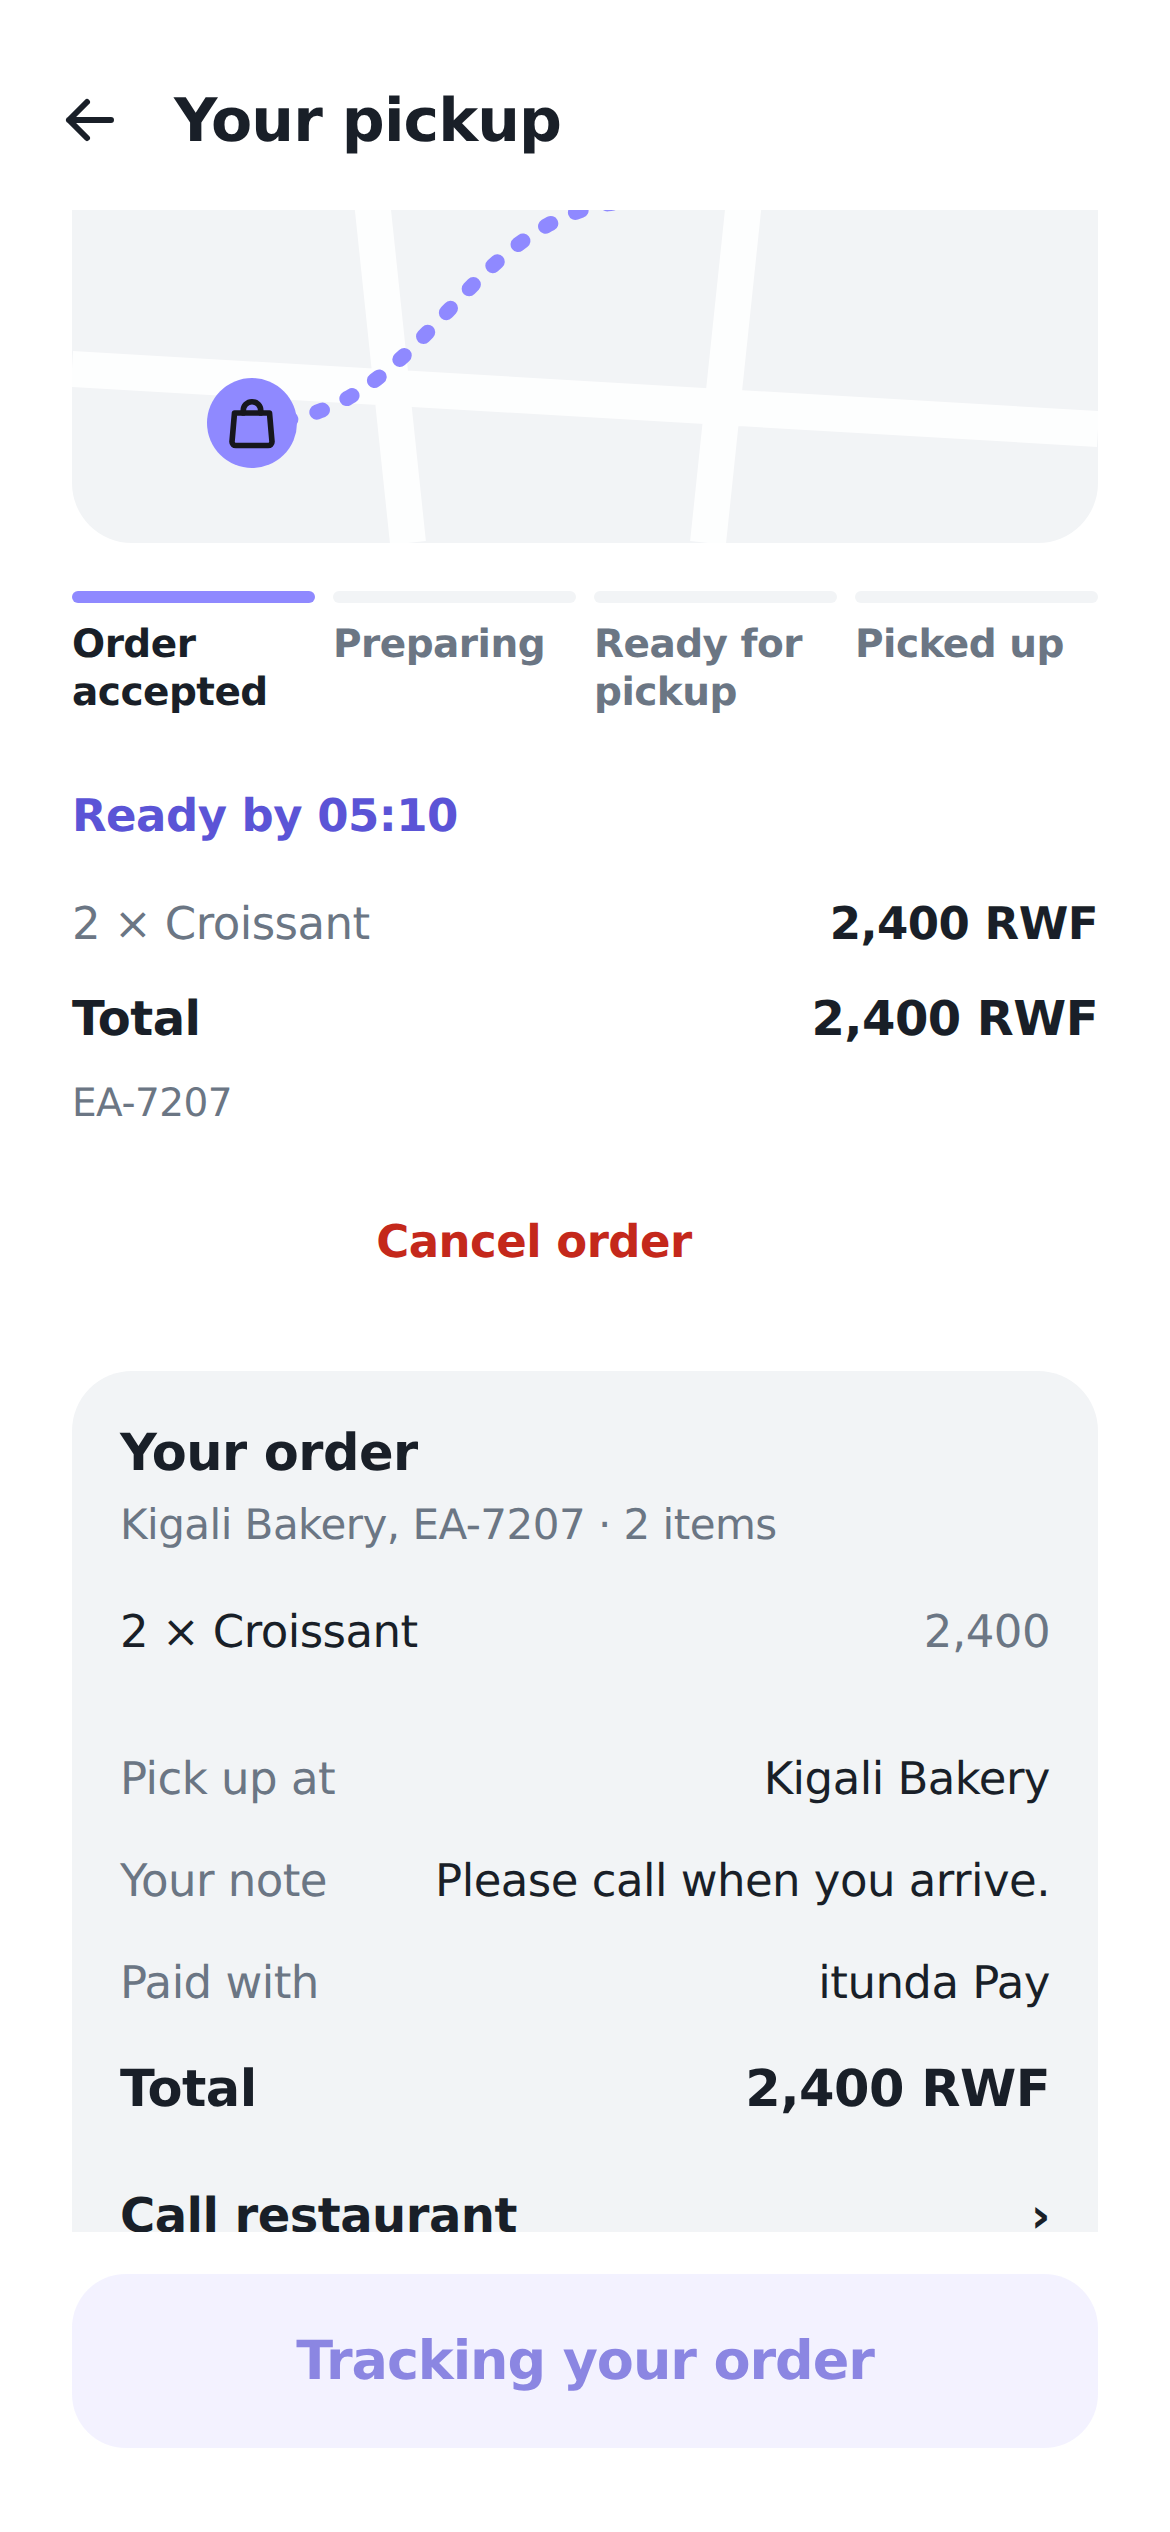 Your pickup
Order accepted
Preparing
Ready for pickup
Picked up
Ready by 05:10
2 × Croissant 2,400 RWF
Total 2,400 RWF
EA-7207
Cancel order
Your order
Kigali Bakery, EA-7207 · 2 items
2 × Croissant 2,400
Pick up at Kigali Bakery
Your note Please call when you arrive.
Paid with itunda Pay
Total 2,400 RWF
Call restaurant ›
Tracking your order